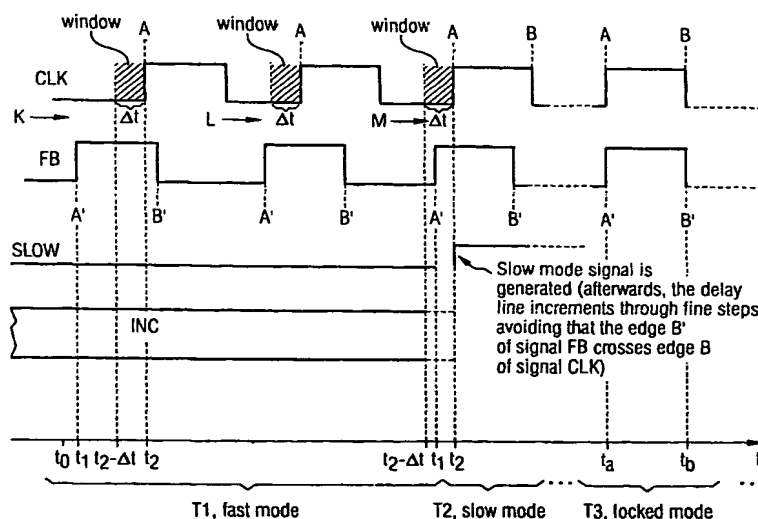 window window window
A A A B A B
CLK
K Δt L Δt M Δt
FB
A' B' A' B' A' B' A' B'
SLOW
Slow mode signal is
generated (afterwards, the delay
line increments through fine steps
avoiding that the edge B'
of signal FB crosses edge B
of signal CLK)
INC
t0 t1 t2-Δt t2 t2-Δt t1 t2 ta tb t
T1, fast mode T2, slow mode T3, locked mode